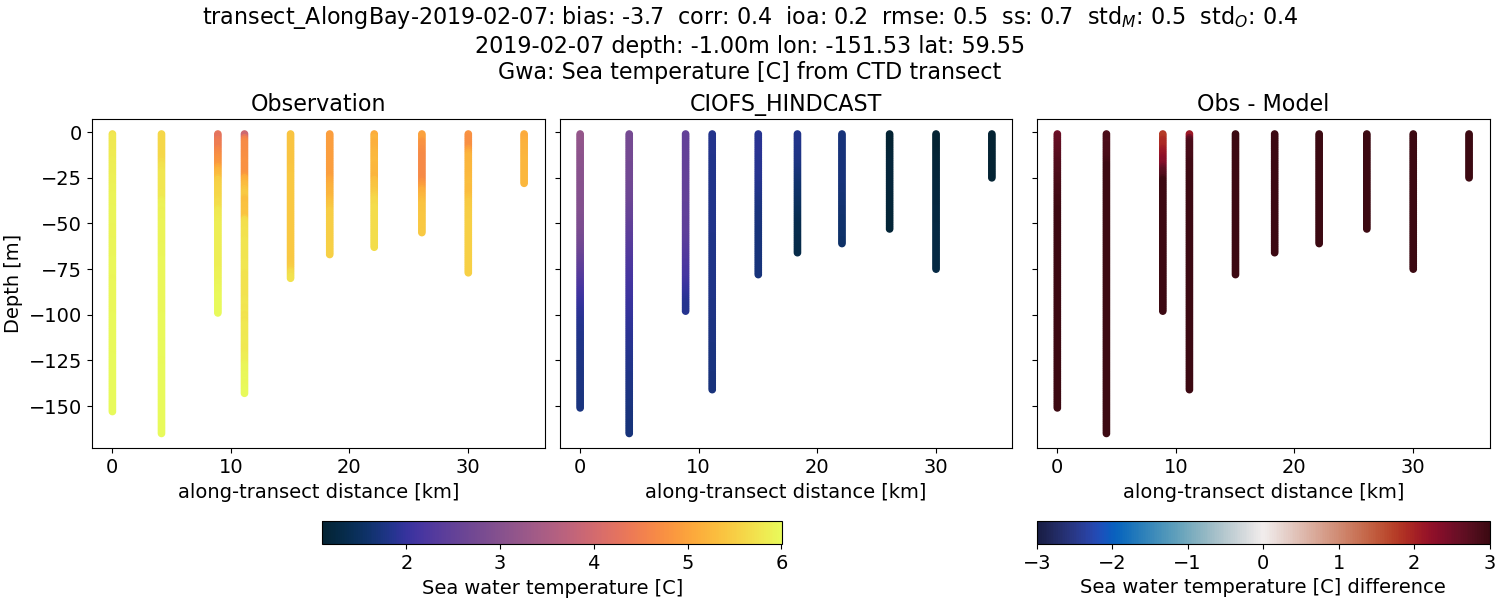 transect_AlongBay-2019-02-07: bias: -3.7 corr: 0.4 ioa: 0.2 rmse: 0.5 ss: 0.7 std_M: 0.5 std_O: 0.4
2019-02-07 depth: -1.00m lon: -151.53 lat: 59.55
Gwa: Sea temperature [C] from CTD transect
Observation
CIOFS_HINDCAST
Obs - Model
Depth [m]
0
−25
−50
−75
−100
−125
−150
0 10 20 30
0 10 20 30
0 10 20 30
along-transect distance [km]
along-transect distance [km]
along-transect distance [km]
2 3 4 5 6
Sea water temperature [C]
−3 −2 −1 0 1 2 3
Sea water temperature [C] difference